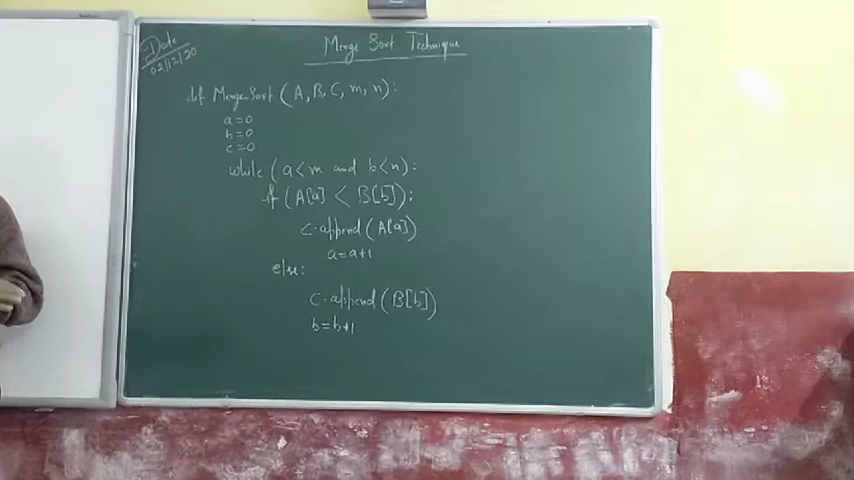 Date
02/12/20
Merge Sort Technique
def Merge-Sort (A, B, C, m, n):
a=0
b=0
c=0
while (a<m and b<n):
if (A[a] < B[b]):
C.append (A[a])
a=a+1
else:
C.append (B[b])
b=b+1